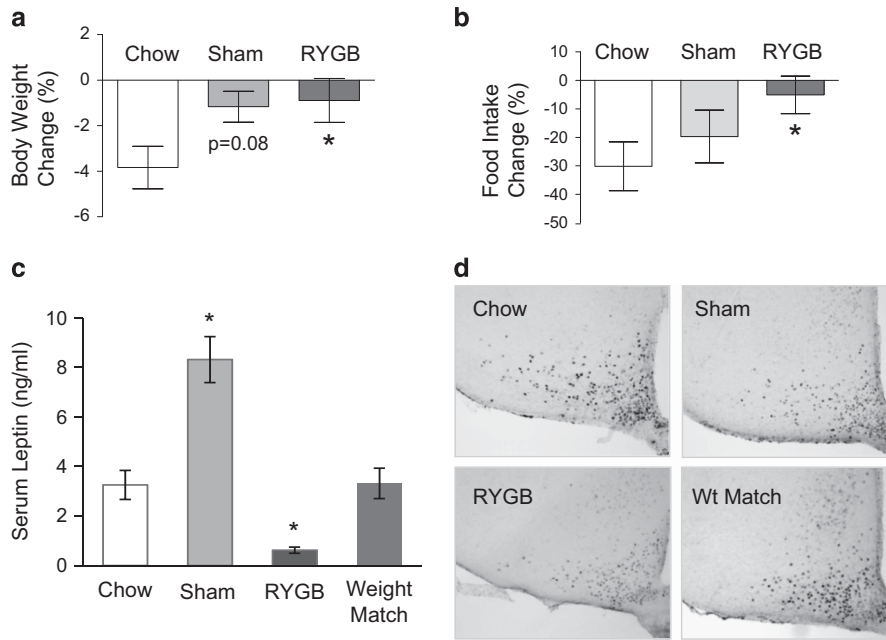 a
2
0
-2
-4
-6
Body Weight
Change (%)
Chow Sham RYGB
p=0.08
*
b
10
0
-10
-20
-30
-40
-50
Food Intake
Change (%)
Chow Sham RYGB
*
c
10
8
6
4
2
0
Serum Leptin (ng/ml)
*
*
Chow Sham RYGB Weight
Match
d
Chow Sham
RYGB Wt Match